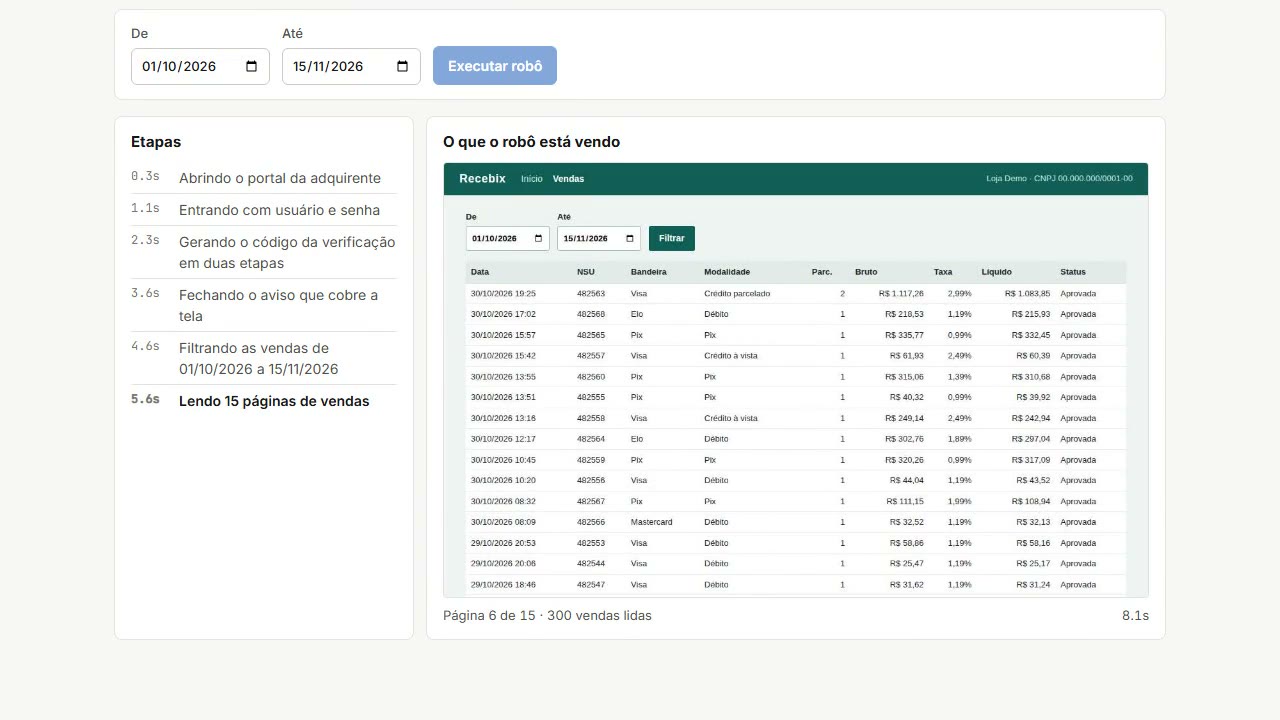 De
Até
01/10/2026
15/11/2026
Executar robô
Etapas
0.3s Abrindo o portal da adquirente
1.1s Entrando com usuário e senha
2.3s Gerando o código da verificação
em duas etapas
3.6s Fechando o aviso que cobre a
tela
4.6s Filtrando as vendas de
01/10/2026 a 15/11/2026
5.6s Lendo 15 páginas de vendas
O que o robô está vendo
Recebix Início Vendas Loja Demo · CNPJ 00.000.000/0001-00
De Até
01/10/2026 15/11/2026 Filtrar
Data NSU Bandeira Modalidade Parc. Bruto Taxa Líquido Status
30/10/2026 19:25 482563 Visa Crédito parcelado 2 R$ 1.117,26 2,99% R$ 1.083,85 Aprovada
30/10/2026 17:02 482568 Elo Débito 1 R$ 218,53 1,19% R$ 215,93 Aprovada
30/10/2026 15:57 482565 Pix Pix 1 R$ 335,77 0,99% R$ 332,45 Aprovada
30/10/2026 15:42 482557 Visa Crédito à vista 1 R$ 61,93 2,49% R$ 60,39 Aprovada
30/10/2026 13:55 482560 Pix Pix 1 R$ 315,06 1,39% R$ 310,68 Aprovada
30/10/2026 13:51 482555 Pix Pix 1 R$ 40,32 0,99% R$ 39,92 Aprovada
30/10/2026 13:16 482558 Visa Crédito à vista 1 R$ 249,14 2,49% R$ 242,94 Aprovada
30/10/2026 12:17 482564 Elo Débito 1 R$ 302,76 1,89% R$ 297,04 Aprovada
30/10/2026 10:45 482559 Pix Pix 1 R$ 320,26 0,99% R$ 317,09 Aprovada
30/10/2026 10:20 482556 Visa Débito 1 R$ 44,04 1,19% R$ 43,52 Aprovada
30/10/2026 08:32 482567 Pix Pix 1 R$ 111,15 1,99% R$ 108,94 Aprovada
30/10/2026 08:09 482566 Mastercard Débito 1 R$ 32,52 1,19% R$ 32,13 Aprovada
29/10/2026 20:53 482553 Visa Débito 1 R$ 58,86 1,19% R$ 58,16 Aprovada
29/10/2026 20:06 482544 Visa Débito 1 R$ 25,47 1,19% R$ 25,17 Aprovada
29/10/2026 18:46 482547 Visa Débito 1 R$ 31,62 1,19% R$ 31,24 Aprovada
Página 6 de 15 · 300 vendas lidas 8.1s